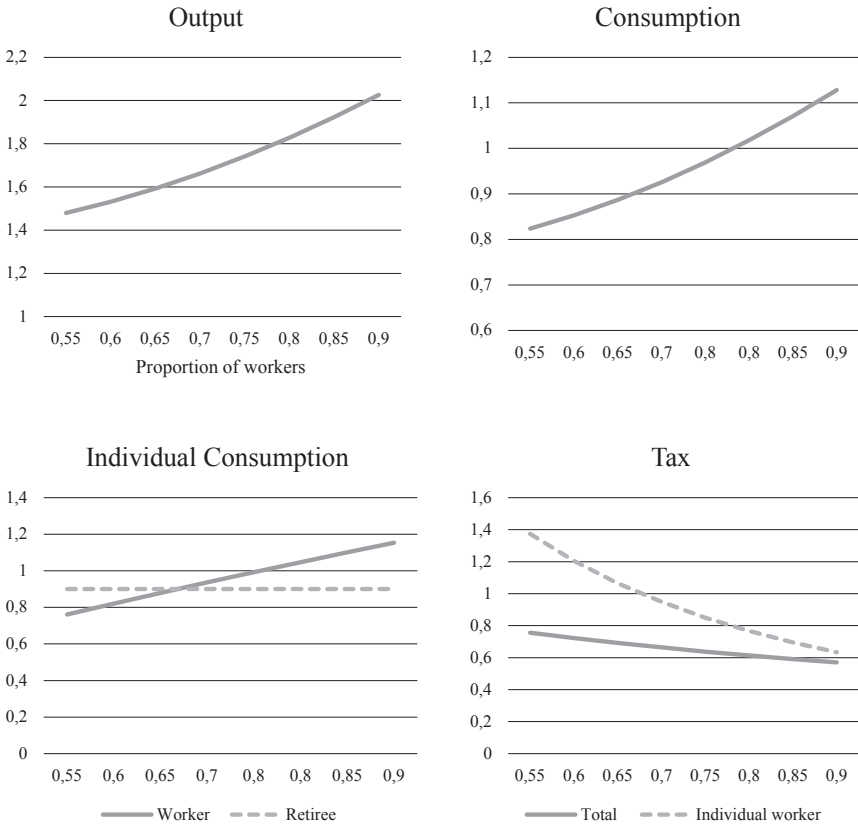 Output
2,2
2
1,8
1,6
1,4
1,2
1
0,55 0,6 0,65 0,7 0,75 0,8 0,85 0,9
Proportion of workers
Consumption
1,2
1,1
1
0,9
0,8
0,7
0,6
0,55 0,6 0,65 0,7 0,8 0,8 0,85 0,9
Individual Consumption
1,4
1,2
1
0,8
0,6
0,4
0,2
0
0,55 0,6 0,65 0,7 0,8 0,8 0,85 0,9
Worker Retiree
Tax
1,6
1,4
1,2
1
0,8
0,6
0,4
0,2
0
0,55 0,6 0,65 0,7 0,75 0,8 0,85 0,9
Total Individual worker